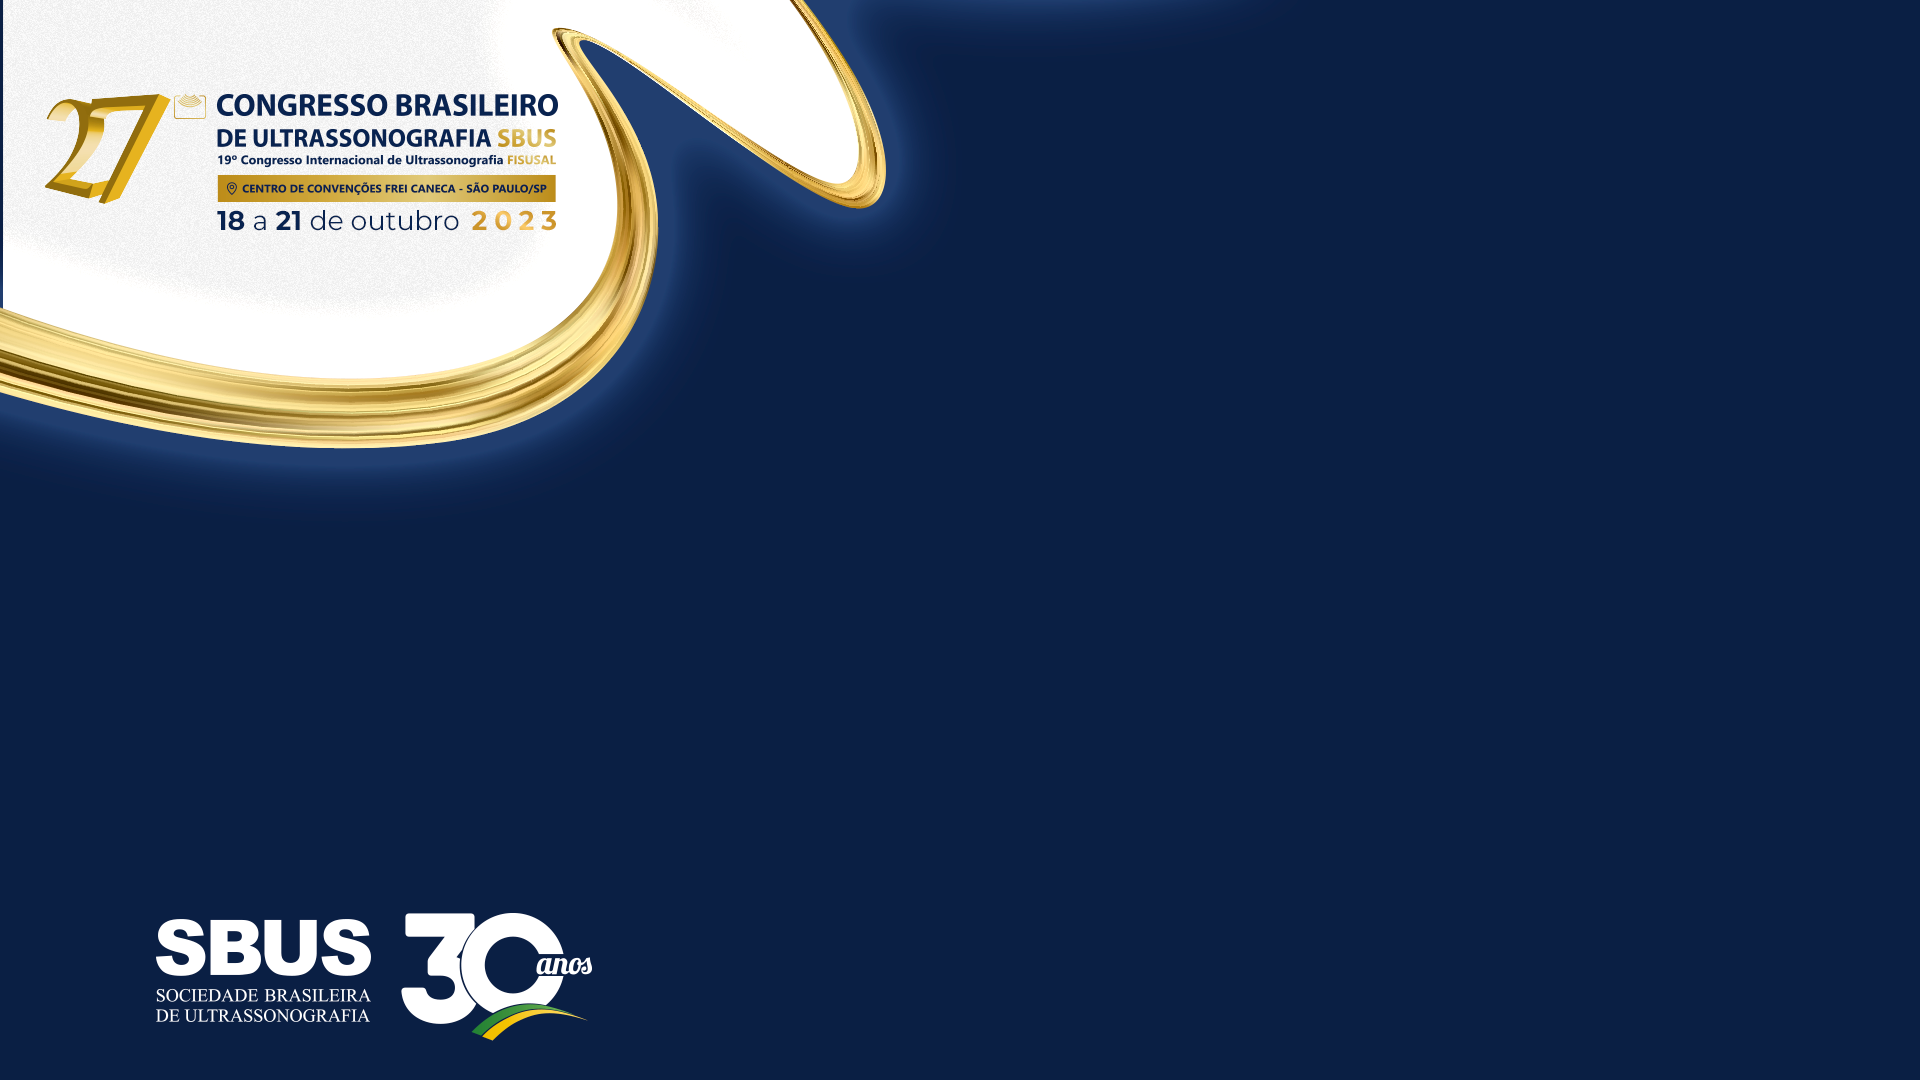 27º CONGRESSO BRASILEIRO
DE ULTRASSONOGRAFIA SBUS
19º Congresso Internacional de Ultrassonografia FISUSAL
CENTRO DE CONVENÇÕES FREI CANECA - SÃO PAULO/SP
18 a 21 de outubro 2023
SBUS
SOCIEDADE BRASILEIRA
DE ULTRASSONOGRAFIA
30 anos